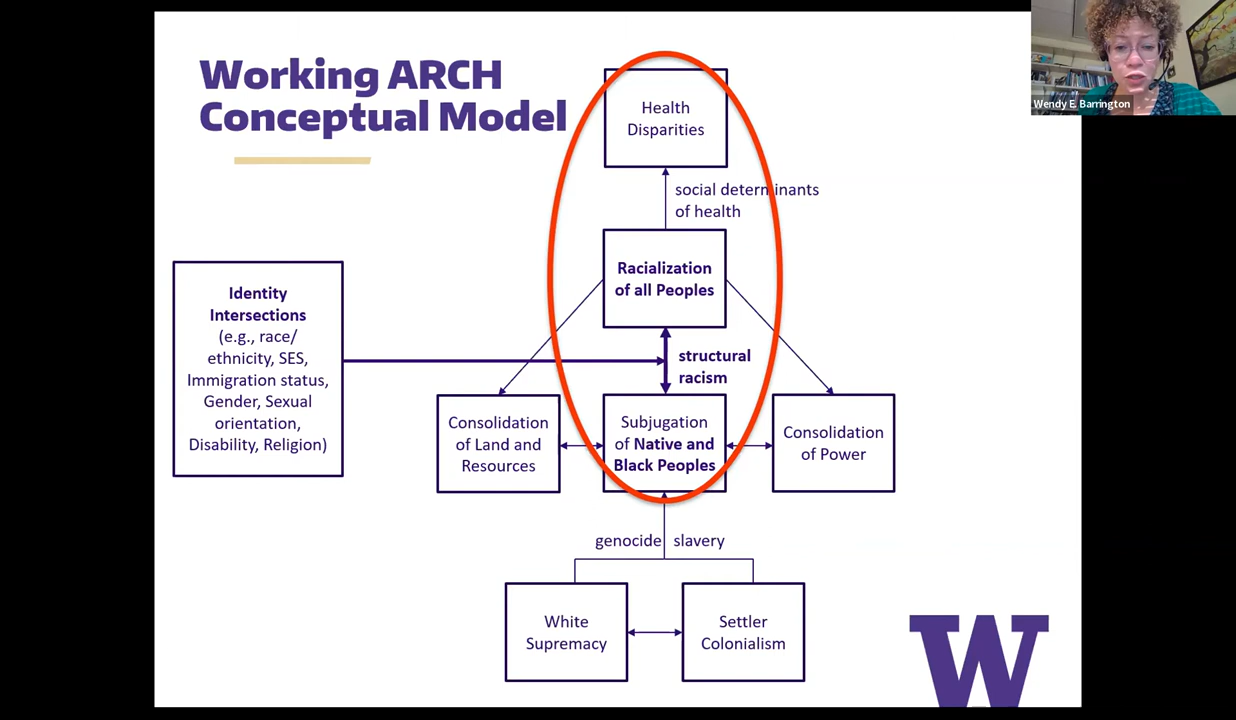 Working ARCH
Conceptual Model
Wendy E. Barrington
Health
Disparities
social determinants
of health
Racialization
of all Peoples
Identity
Intersections
(e.g., race/
ethnicity, SES,
Immigration status,
Gender, Sexual
orientation,
Disability, Religion)
structural
racism
Consolidation
of Land and
Resources
Subjugation
of Native and
Black Peoples
Consolidation
of Power
genocide slavery
White
Supremacy
Settler
Colonialism
W